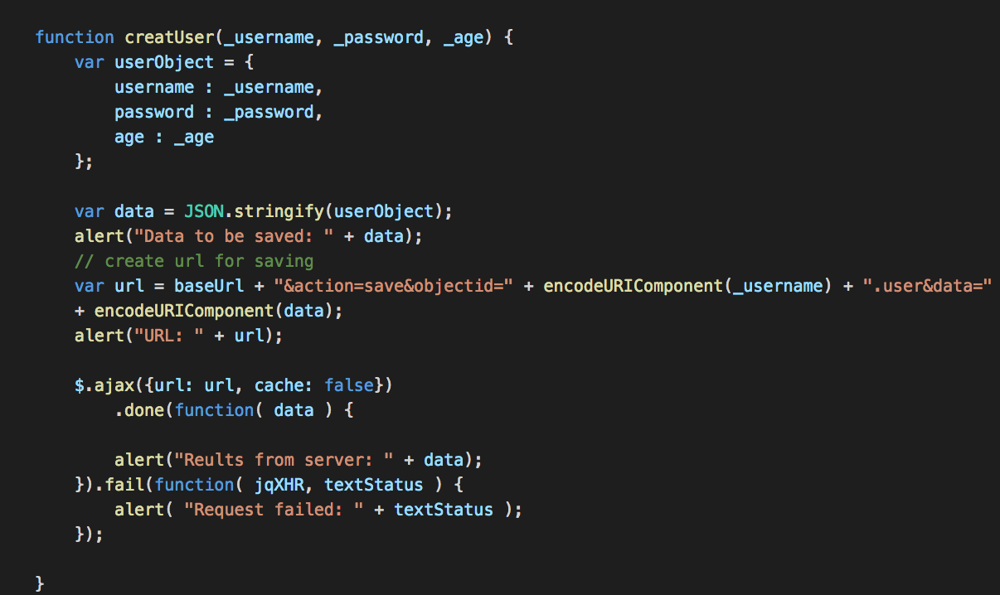 function creatUser(_username, _password, _age) {
    var userObject = {
        username : _username,
        password : _password,
        age : _age
    };
    var data = JSON.stringify(userObject);
    alert("Data to be saved: " + data);
    // create url for saving
    var url = baseUrl + "&action=save&objectid=" + encodeURIComponent(_username) + ".user&data="
    + encodeURIComponent(data);
    alert("URL: " + url);
    $.ajax({url: url, cache: false})
        .done(function( data ) {
        alert("Reults from server: " + data);
    }).fail(function( jqXHR, textStatus ) {
        alert( "Request failed: " + textStatus );
    });
}